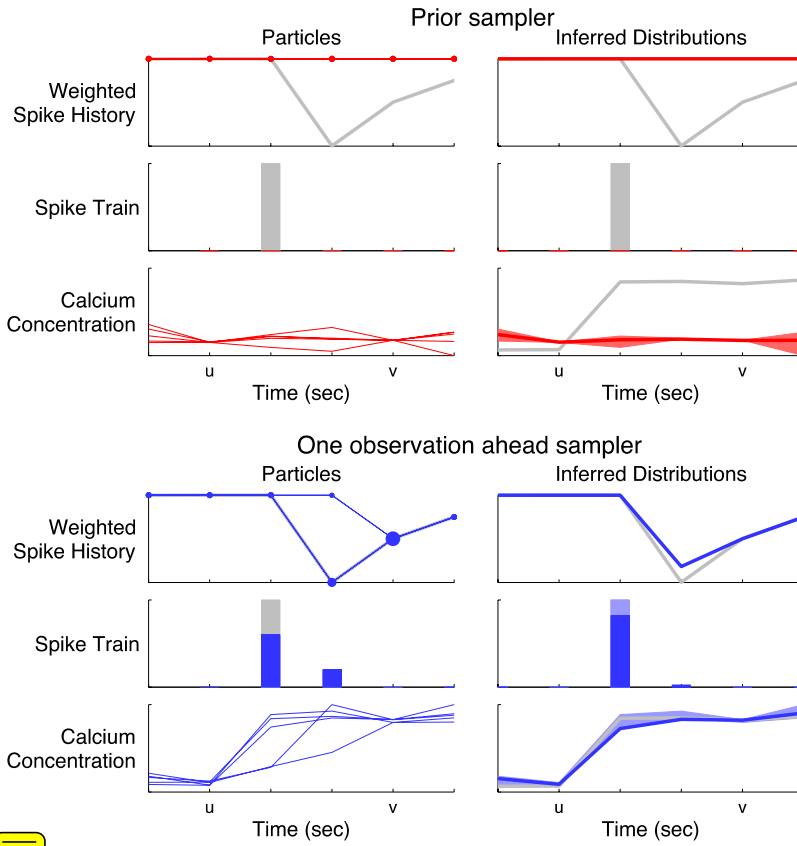 Prior sampler
Particles
Inferred Distributions
Weighted
Spike History
Spike Train
Calcium
Concentration
u
v
u
v
Time (sec)
Time (sec)
One observation ahead sampler
Particles
Inferred Distributions
Weighted
Spike History
Spike Train
Calcium
Concentration
u
v
u
v
Time (sec)
Time (sec)